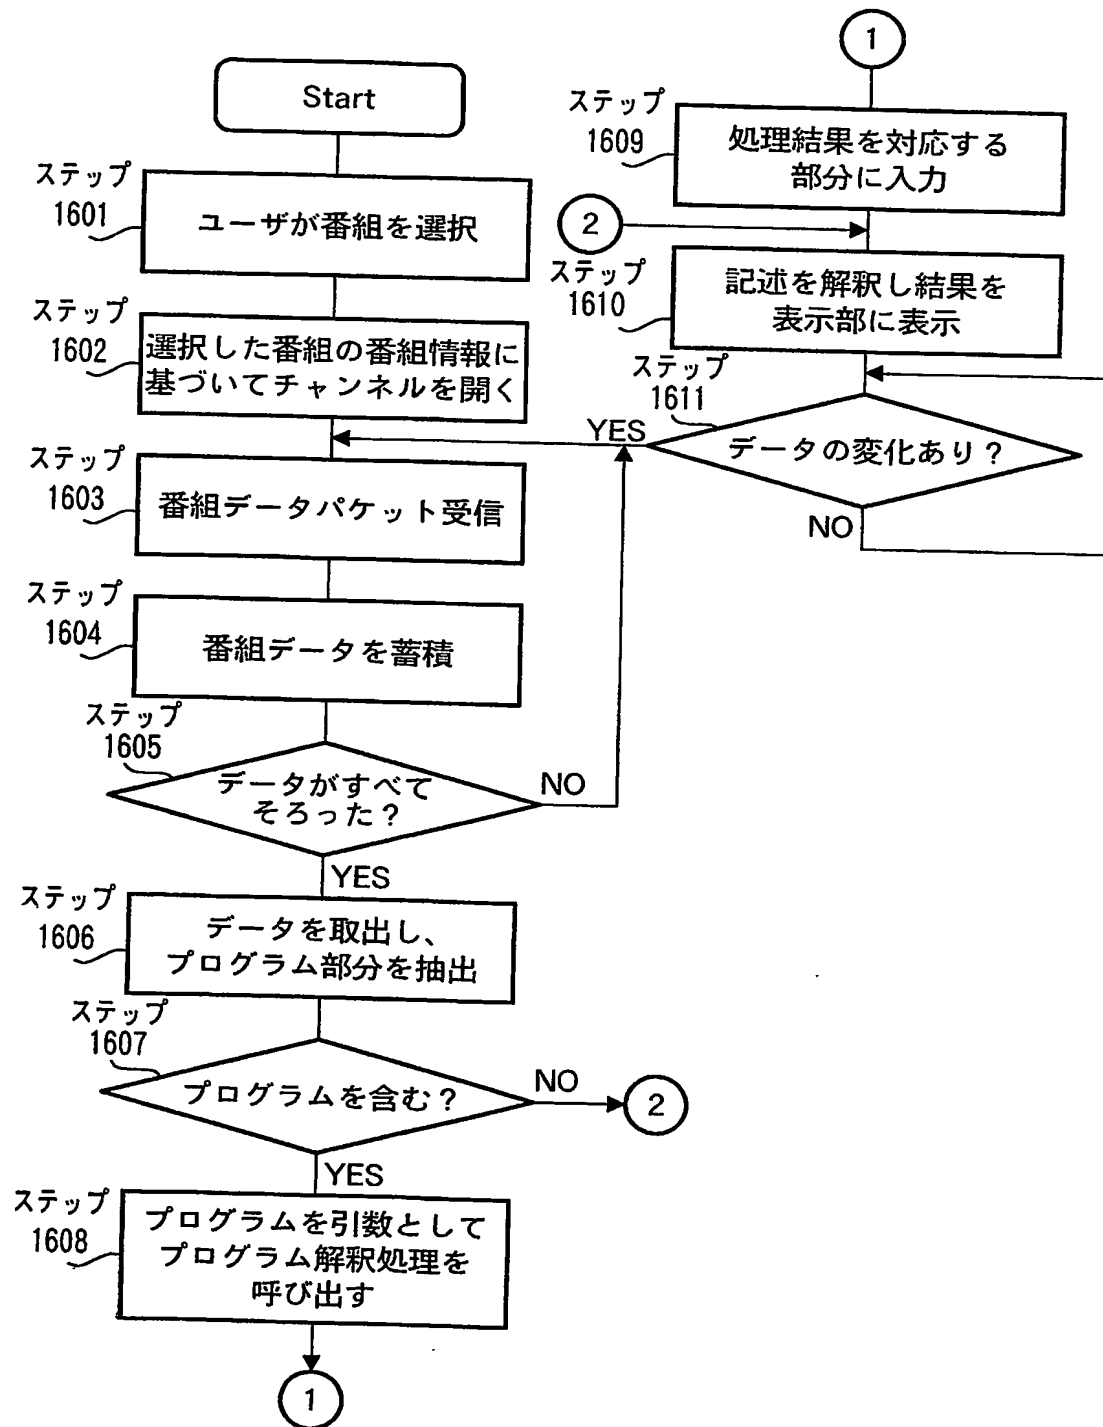 Start
ステップ
1601
ユーザが番組を選択
ステップ
1602
選択した番組の番組情報に
基づいてチャンネルを開く
ステップ
1603
番組データパケット受信
ステップ
1604
番組データを蓄積
ステップ
1605
データがすべて
そろった？
NO
YES
ステップ
1606
データを取出し、
プログラム部分を抽出
ステップ
1607
プログラムを含む？
NO
2
YES
ステップ
1608
プログラムを引数として
プログラム解釈処理を
呼び出す
1
1
ステップ
1609
処理結果を対応する
部分に入力
2
ステップ
1610
記述を解釈し結果を
表示部に表示
ステップ
1611
YES
データの変化あり？
NO